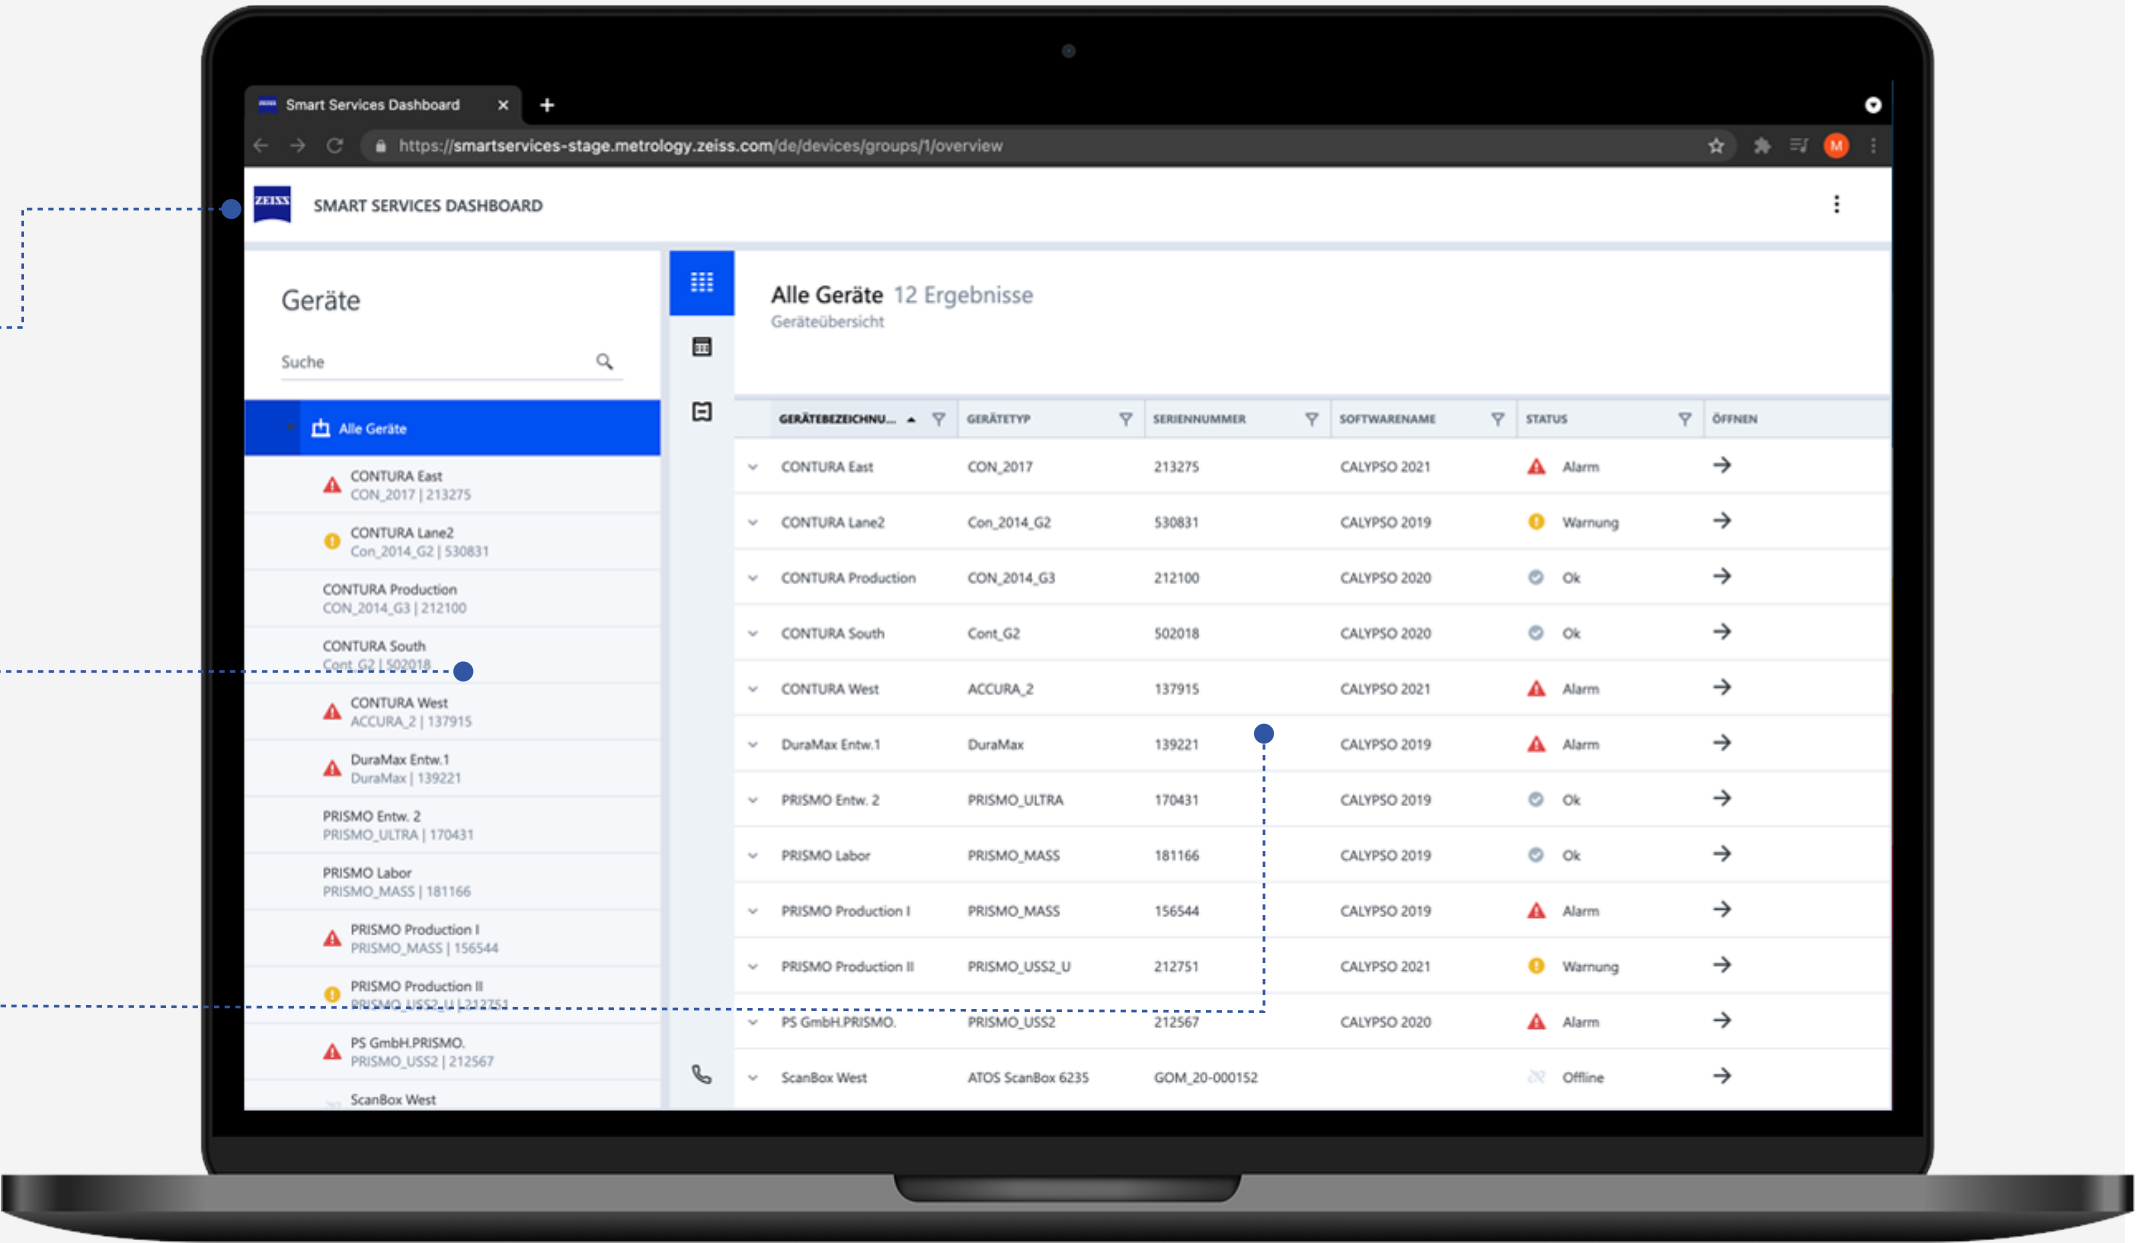 Smart Services Dashboard
https://smartservices-stage.metrology.zeiss.com/de/devices/groups/1/overview
M
ZEISS SMART SERVICES DASHBOARD
Geräte
Suche
Alle Geräte
CONTURA East
CON_2017 | 213275
CONTURA Lane2
Con_2014_G2 | 530831
CONTURA Production
CON_2014_G3 | 212100
CONTURA South
Cont_G2 | 502018
CONTURA West
ACCURA_2 | 137915
DuraMax Entw.1
DuraMax | 139221
PRISMO Entw. 2
PRISMO_ULTRA | 170431
PRISMO Labor
PRISMO_MASS | 181166
PRISMO Production I
PRISMO_MASS | 156544
PRISMO Production II
PRISMO_USS2_U | 212751
PS GmbH.PRISMO.
PRISMO_USS2 | 212567
ScanBox West
Alle Geräte 12 Ergebnisse
Geräteübersicht
GERÄTEBEZEICHNU... GERÄTETYP SERIENNUMMER SOFTWARENAME STATUS ÖFFNEN
CONTURA East CON_2017 213275 CALYPSO 2021 Alarm
CONTURA Lane2 Con_2014_G2 530831 CALYPSO 2019 Warnung
CONTURA Production CON_2014_G3 212100 CALYPSO 2020 Ok
CONTURA South Cont_G2 502018 CALYPSO 2020 Ok
CONTURA West ACCURA_2 137915 CALYPSO 2021 Alarm
DuraMax Entw.1 DuraMax 139221 CALYPSO 2019 Alarm
PRISMO Entw. 2 PRISMO_ULTRA 170431 CALYPSO 2019 Ok
PRISMO Labor PRISMO_MASS 181166 CALYPSO 2019 Ok
PRISMO Production I PRISMO_MASS 156544 CALYPSO 2019 Alarm
PRISMO Production II PRISMO_USS2_U 212751 CALYPSO 2021 Warnung
PS GmbH.PRISMO. PRISMO_USS2 212567 CALYPSO 2020 Alarm
ScanBox West ATOS ScanBox 6235 GOM_20-000152 Offline